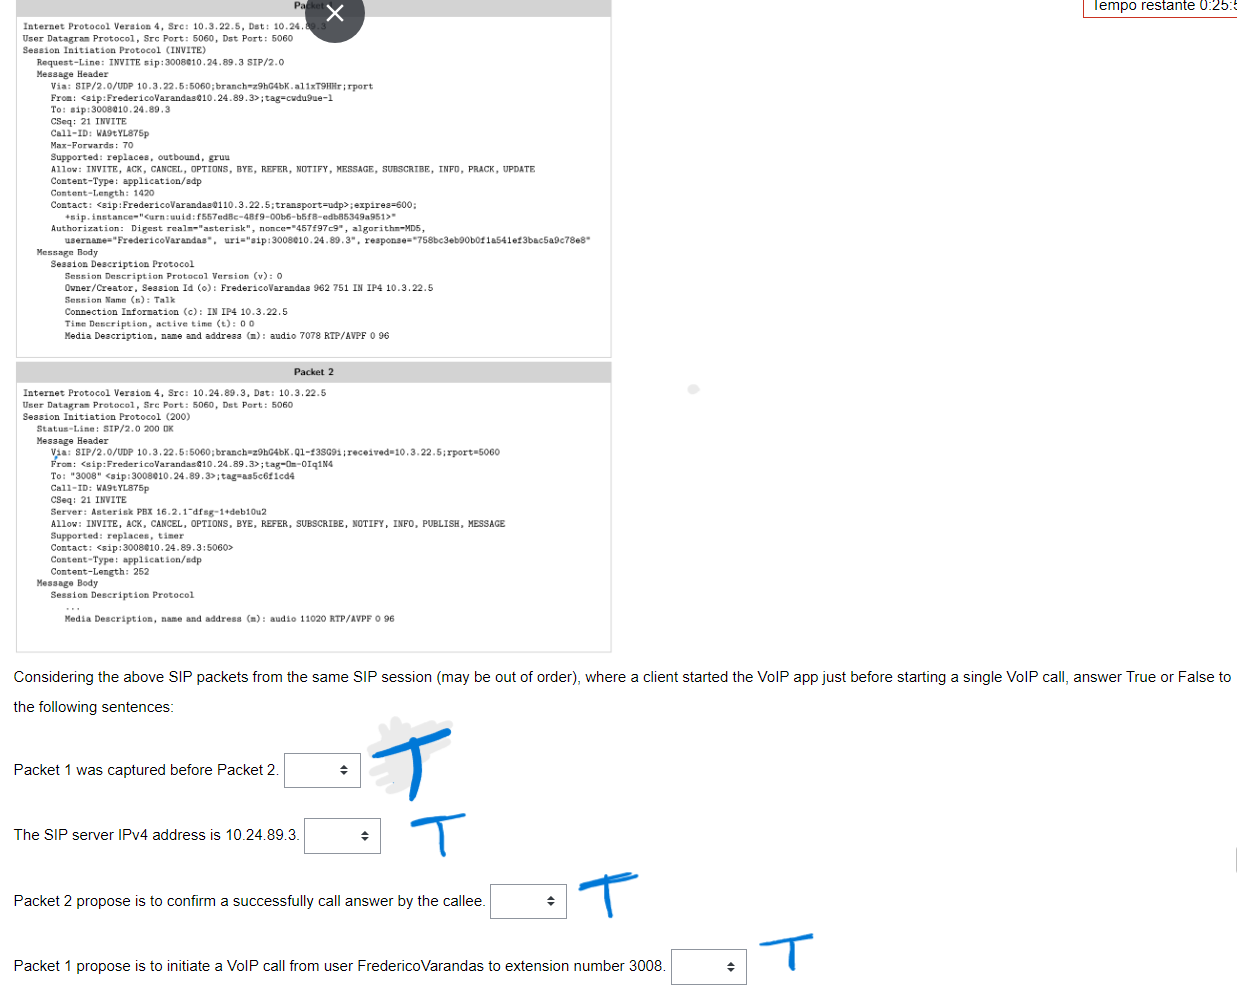 Tempo restante 0:25:
Internet Protocol Version 4, Src: 10.3.22.5, Dst: 10.24.89.3
User Datagram Protocol, Src Port: 5060, Dst Port: 5060
Session Initiation Protocol (INVITE)
Request-Line: INVITE sip:3008@10.24.89.3 SIP/2.0
Message Header
Via: SIP/2.0/UDP 10.3.22.5:5060;branch=z9hG4bK.al1xT9HHr;rport
From: <sip:FredericoVarandas@10.24.89.3>;tag=cwdu9ue-l
To: sip:3008@10.24.89.3
CSeq: 21 INVITE
Call-ID: WA9tYL875p
Max-Forwards: 70
Supported: replaces, outbound, gruu
Allow: INVITE, ACK, CANCEL, OPTIONS, BYE, REFER, NOTIFY, MESSAGE, SUBSCRIBE, INFO, PRACK, UPDATE
Content-Type: application/sdp
Content-Length: 1420
Contact: <sip:FredericoVarandas@110.3.22.5;transport=udp>;expires=600;
+sip.instance="<urn:uuid:f557ed8c-48f9-00b6-b5f8-edb85349a951>"
Authorization: Digest realm="asterisk", nonce="457f97c9", algorithm=MD5,
username="FredericoVarandas", uri="sip:3008@10.24.89.3", response="758bc3eb90b0f1a541ef3bac5a9c78e8"
Message Body
Session Description Protocol
Session Description Protocol Version (v): 0
Owner/Creator, Session Id (o): FredericoVarandas 962 751 IN IP4 10.3.22.5
Session Name (s): Talk
Connection Information (c): IN IP4 10.3.22.5
Time Description, active time (t): 0 0
Media Description, name and address (m): audio 7078 RTP/AVPF 0 96
Packet 2
Internet Protocol Version 4, Src: 10.24.89.3, Dst: 10.3.22.5
User Datagram Protocol, Src Port: 5060, Dst Port: 5060
Session Initiation Protocol (200)
Status-Line: SIP/2.0 200 OK
Message Header
Via: SIP/2.0/UDP 10.3.22.5:5060;branch=z9hG4bK.Ql-f3SG9i;received=10.3.22.5;rport=5060
From: <sip:FredericoVarandas@10.24.89.3>;tag=Om-OIq1N4
To: "3008" <sip:3008@10.24.89.3>;tag=as5c6f1cd4
Call-ID: WA9tYL875p
CSeq: 21 INVITE
Server: Asterisk PBX 16.2.1~dfsg-1+deb10u2
Allow: INVITE, ACK, CANCEL, OPTIONS, BYE, REFER, SUBSCRIBE, NOTIFY, INFO, PUBLISH, MESSAGE
Supported: replaces, timer
Contact: <sip:3008@10.24.89.3:5060>
Content-Type: application/sdp
Content-Length: 252
Message Body
Session Description Protocol
...
Media Description, name and address (m): audio 11020 RTP/AVPF 0 96
Considering the above SIP packets from the same SIP session (may be out of order), where a client started the VoIP app just before starting a single VoIP call, answer True or False to
the following sentences:
Packet 1 was captured before Packet 2. T
The SIP server IPv4 address is 10.24.89.3. T
Packet 2 propose is to confirm a successfully call answer by the callee. T
Packet 1 propose is to initiate a VoIP call from user FredericoVarandas to extension number 3008. T